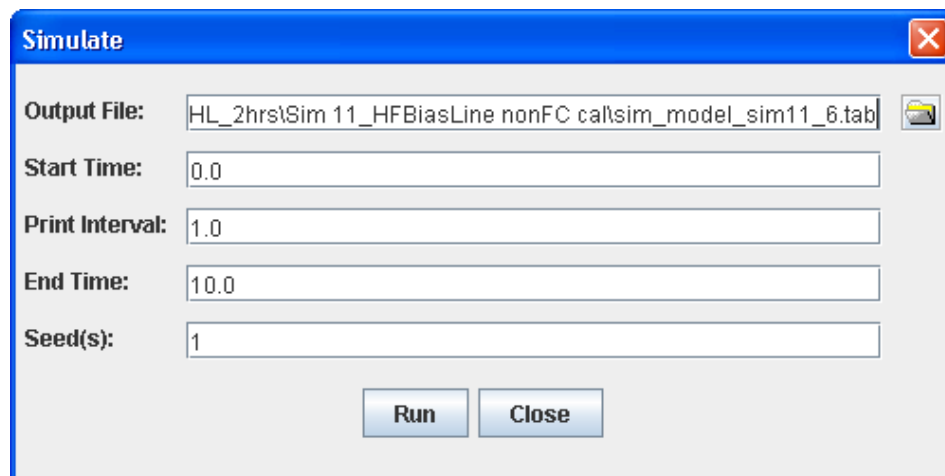 Simulate
Output File: HL_2hrs\Sim 11_HFBiasLine nonFC cal\sim_model_sim11_6.tab
Start Time: 0.0
Print Interval: 1.0
End Time: 10.0
Seed(s): 1
Run Close